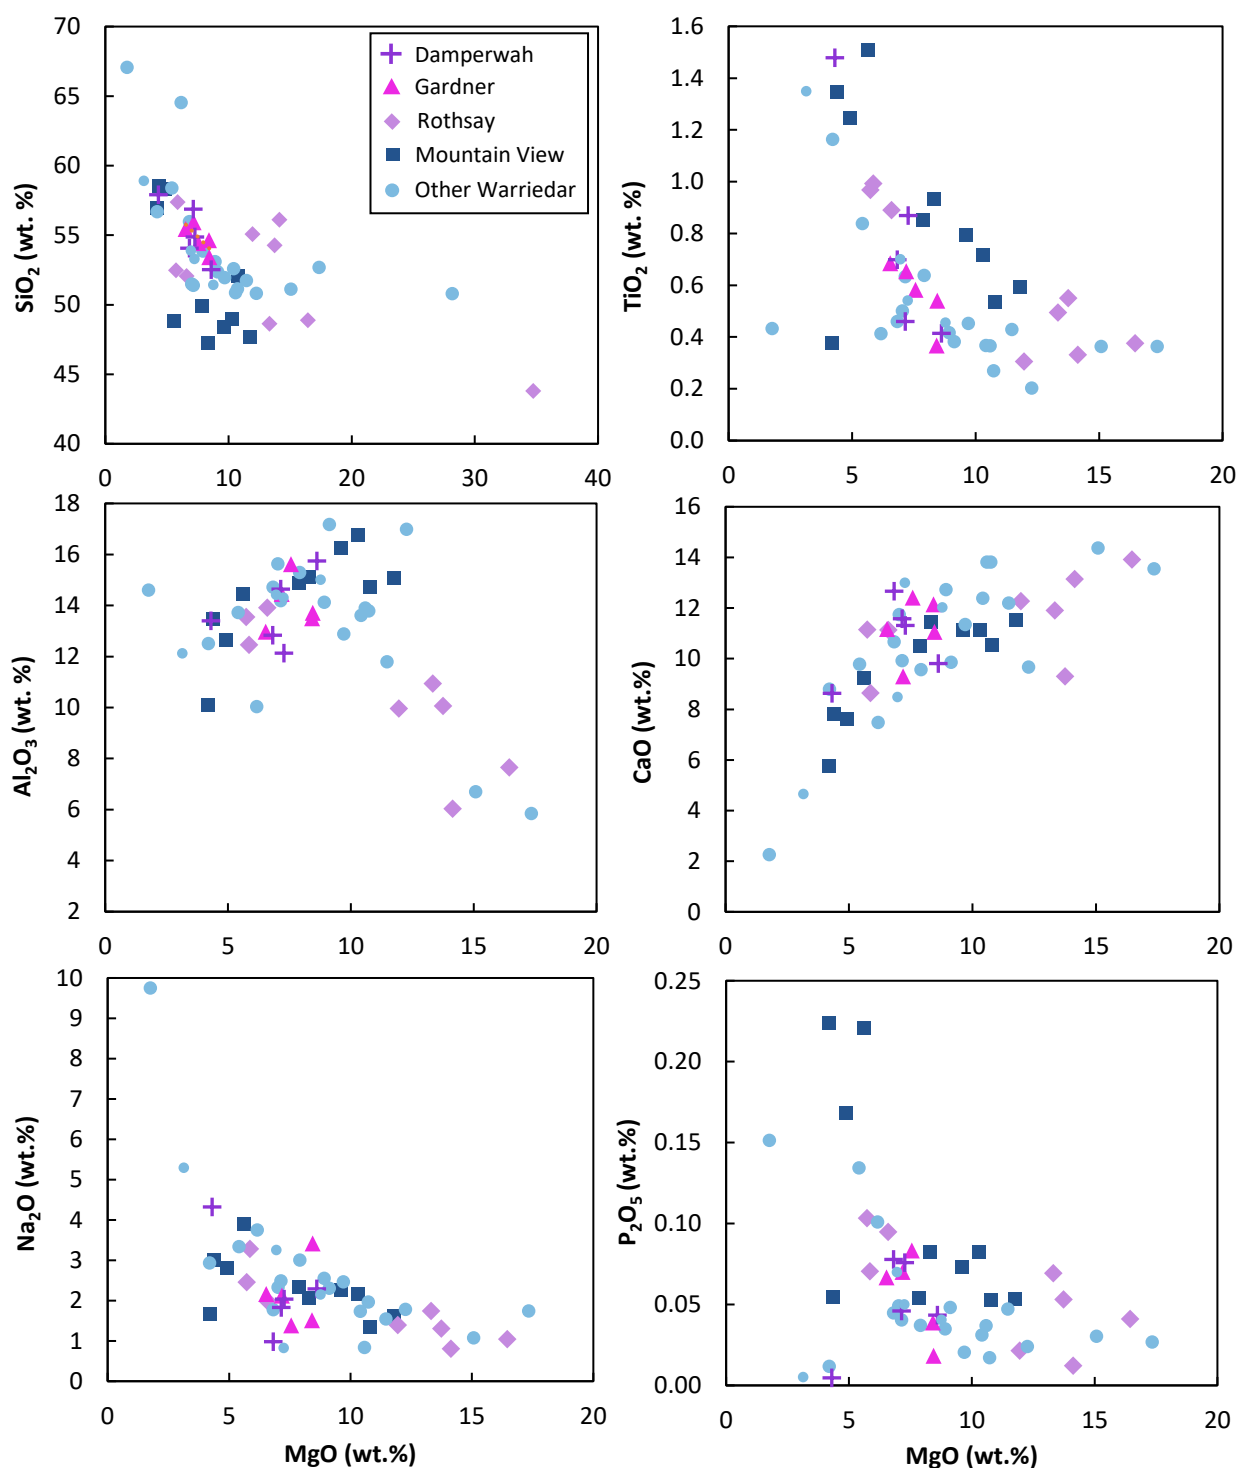 70
65
60
55
50
45
40
SiO₂ (wt. %)
0 10 20 30 40
Damperwah
Gardner
Rothsay
Mountain View
Other Warriedar
1.6
1.4
1.2
1.0
0.8
0.6
0.4
0.2
0.0
TiO₂ (wt. %)
0 5 10 15 20
18
16
14
12
10
8
6
4
2
Al₂O₃ (wt. %)
0 5 10 15 20
16
14
12
10
8
6
4
2
0
CaO (wt.%)
0 5 10 15 20
10
9
8
7
6
5
4
3
2
1
0
Na₂O (wt.%)
0 5 10 15 20
MgO (wt.%)
0.25
0.20
0.15
0.10
0.05
0.00
P₂O₅ (wt.%)
0 5 10 15 20
MgO (wt.%)